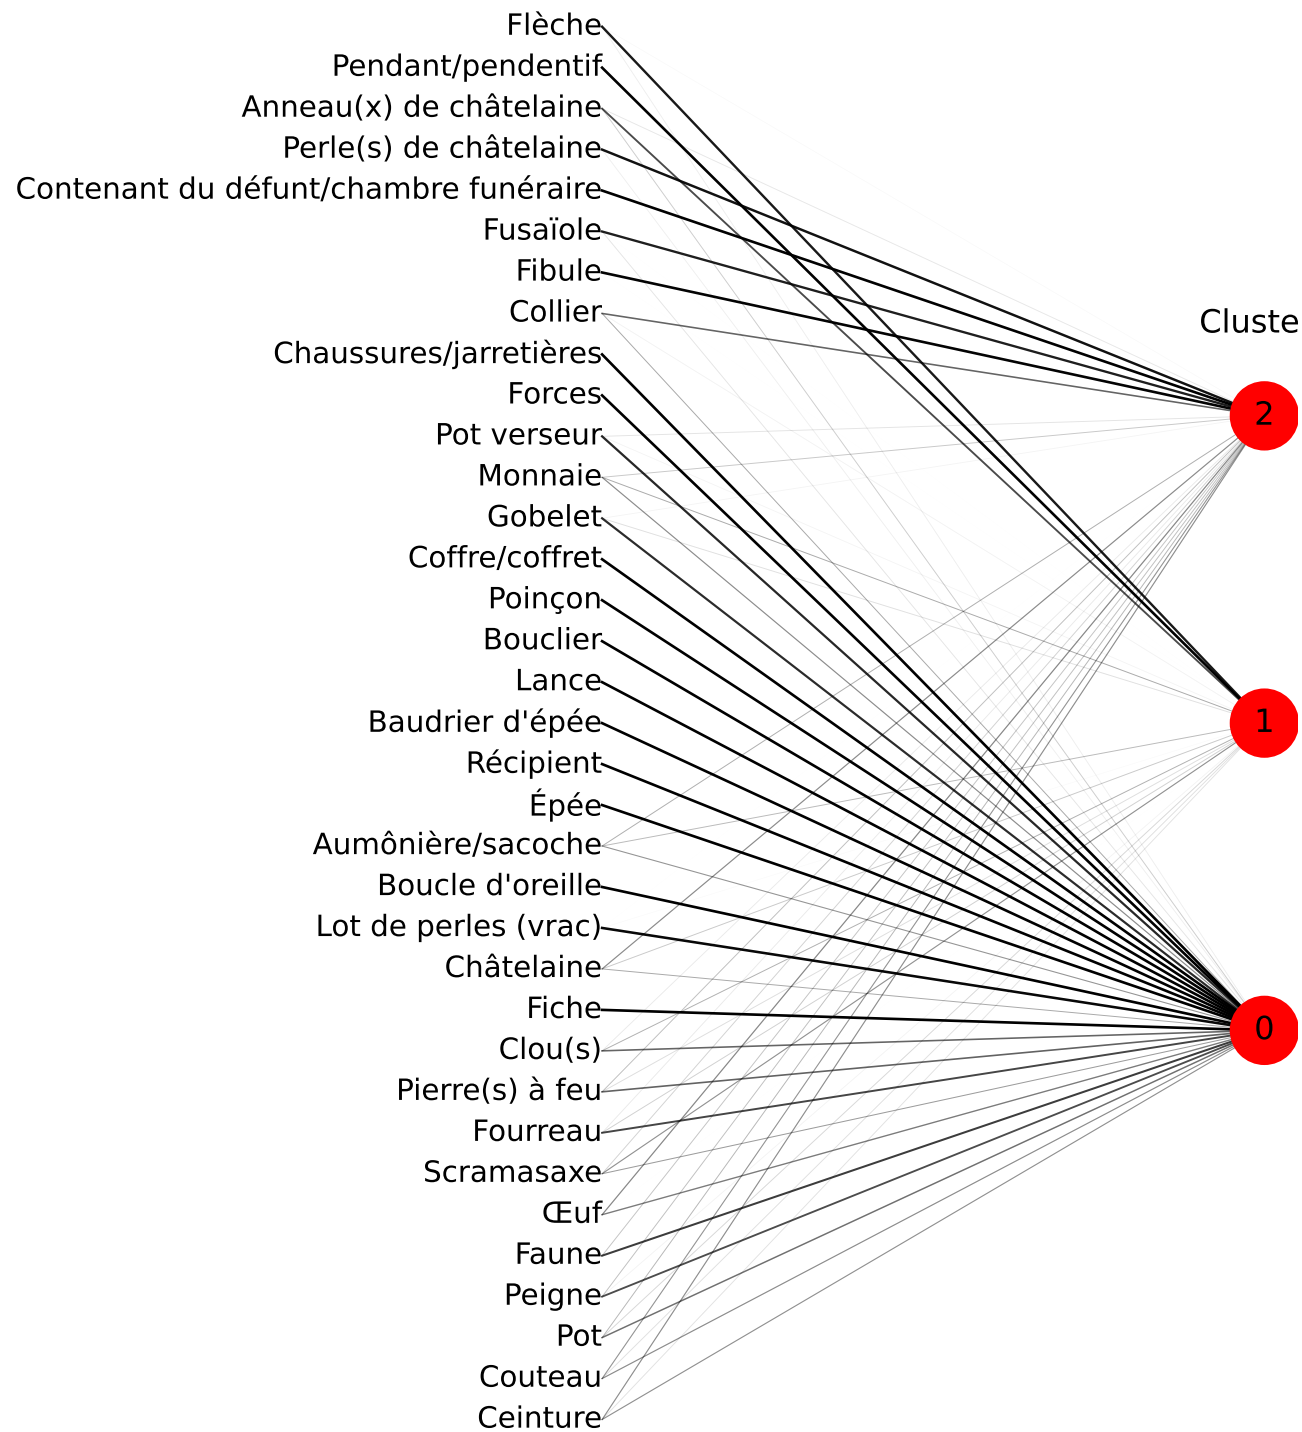 Flèche
Pendant/pendentif
Anneau(x) de châtelaine
Perle(s) de châtelaine
Contenant du défunt/chambre funéraire
Fusaïole
Fibule
Collier
Cluste
Chaussures/jarretières
Forces
2
Pot verseur
Monnaie
Gobelet
Coffre/coffret
Poinçon
Bouclier
Lance
Baudrier d'épée
1
Récipient
Épée
Aumônière/sacoche
Boucle d'oreille
Lot de perles (vrac)
Châtelaine
Fiche
0
Clou(s)
Pierre(s) à feu
Fourreau
Scramasaxe
Œuf
Faune
Peigne
Pot
Couteau
Ceinture